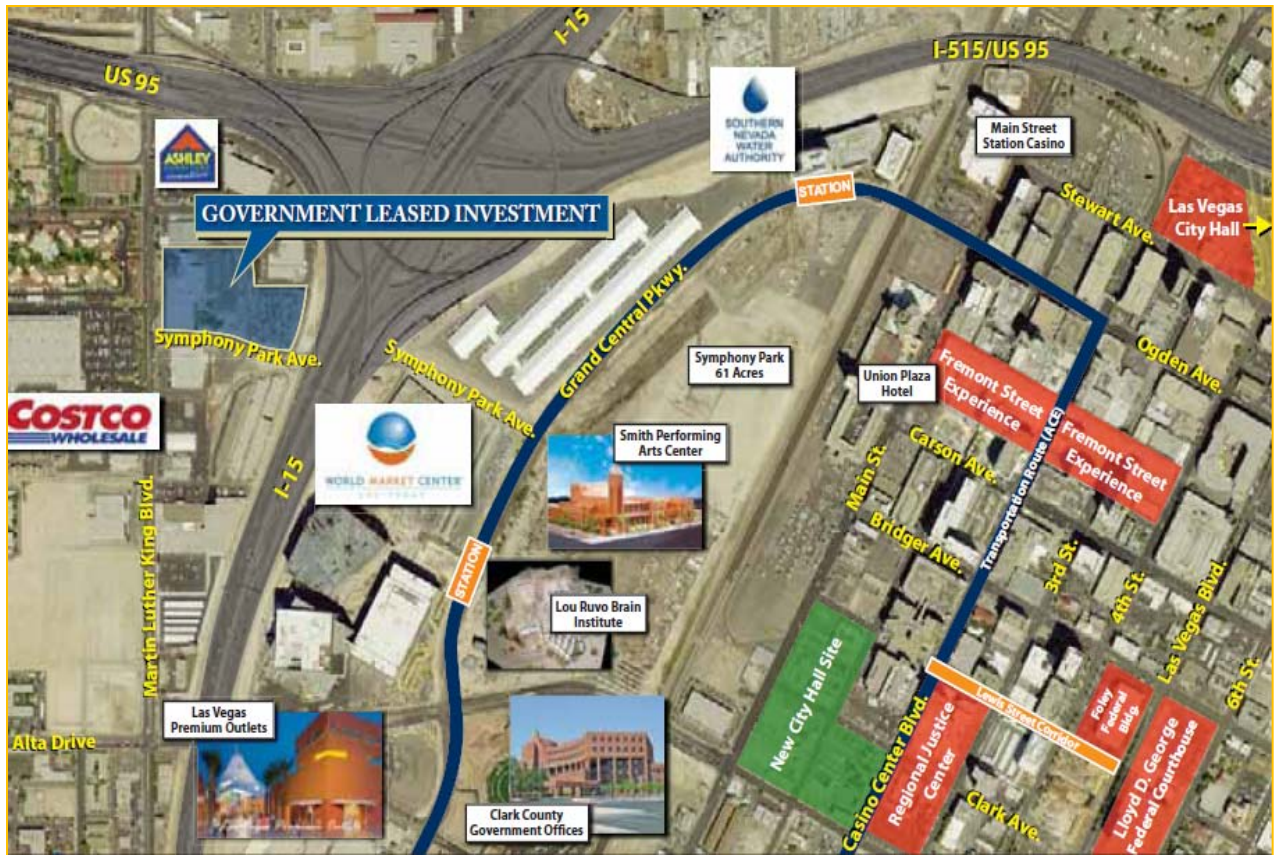 US 95
I-15
I-515/US 95
ASHLEY
SOUTHERN
NEVADA
WATER
AUTHORITY
Main Street
Station Casino
STATION
GOVERNMENT LEASED INVESTMENT
Stewart Ave.
Las Vegas
City Hall
Symphony Park Ave.
Symphony Park Ave.
Grand Central Pkwy.
Symphony Park
61 Acres
Union Plaza
Hotel
Ogden Ave.
Fremont Street
Experience
Fremont Street
Experience
COSTCO
WHOLESALE
WORLD MARKET CENTER
LAS VEGAS
Smith Performing
Arts Center
Carson Ave.
Main St.
Transportation Route (ACE)
I-15
Martin Luther King Blvd.
STATION
Bridger Ave.
3rd St.
4th St.
Las Vegas Blvd.
6th St.
Lou Ruvo Brain
Institute
New City Hall Site
Lewis Street Corridor
Foley
Federal
Bldg.
Las Vegas
Premium Outlets
Alta Drive
Clark County
Government Offices
Casino Center Blvd.
Regional Justice
Center
Clark Ave.
Lloyd D. George
Federal Courthouse